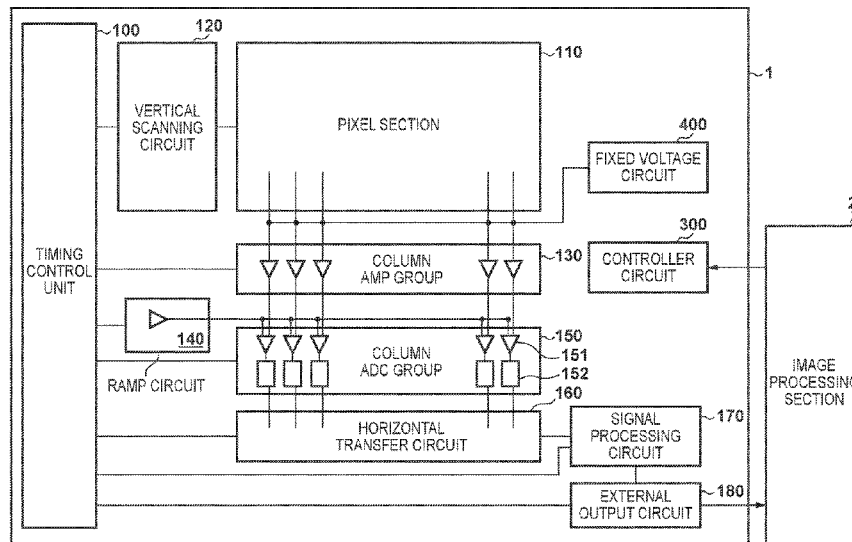 100
120
110
1
VERTICAL
SCANNING
CIRCUIT
PIXEL SECTION
400
FIXED VOLTAGE
CIRCUIT
2
TIMING
CONTROL
UNIT
COLUMN
AMP GROUP
130
300
CONTROLLER
CIRCUIT
140
RAMP CIRCUIT
COLUMN
ADC GROUP
150
151
152
IMAGE
PROCESSING
SECTION
160
HORIZONTAL
TRANSFER CIRCUIT
SIGNAL
PROCESSING
CIRCUIT
170
EXTERNAL
OUTPUT CIRCUIT
180